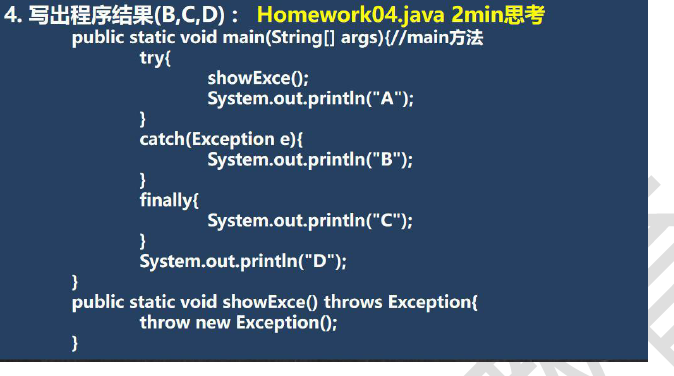 4. 写出程序结果(B,C,D)： Homework04.java 2min思考
public static void main(String[] args){//main方法
try{
showExce();
System.out.println("A");
}
catch(Exception e){
System.out.println("B");
}
finally{
System.out.println("C");
}
System.out.println("D");
}
public static void showExce() throws Exception{
throw new Exception();
}